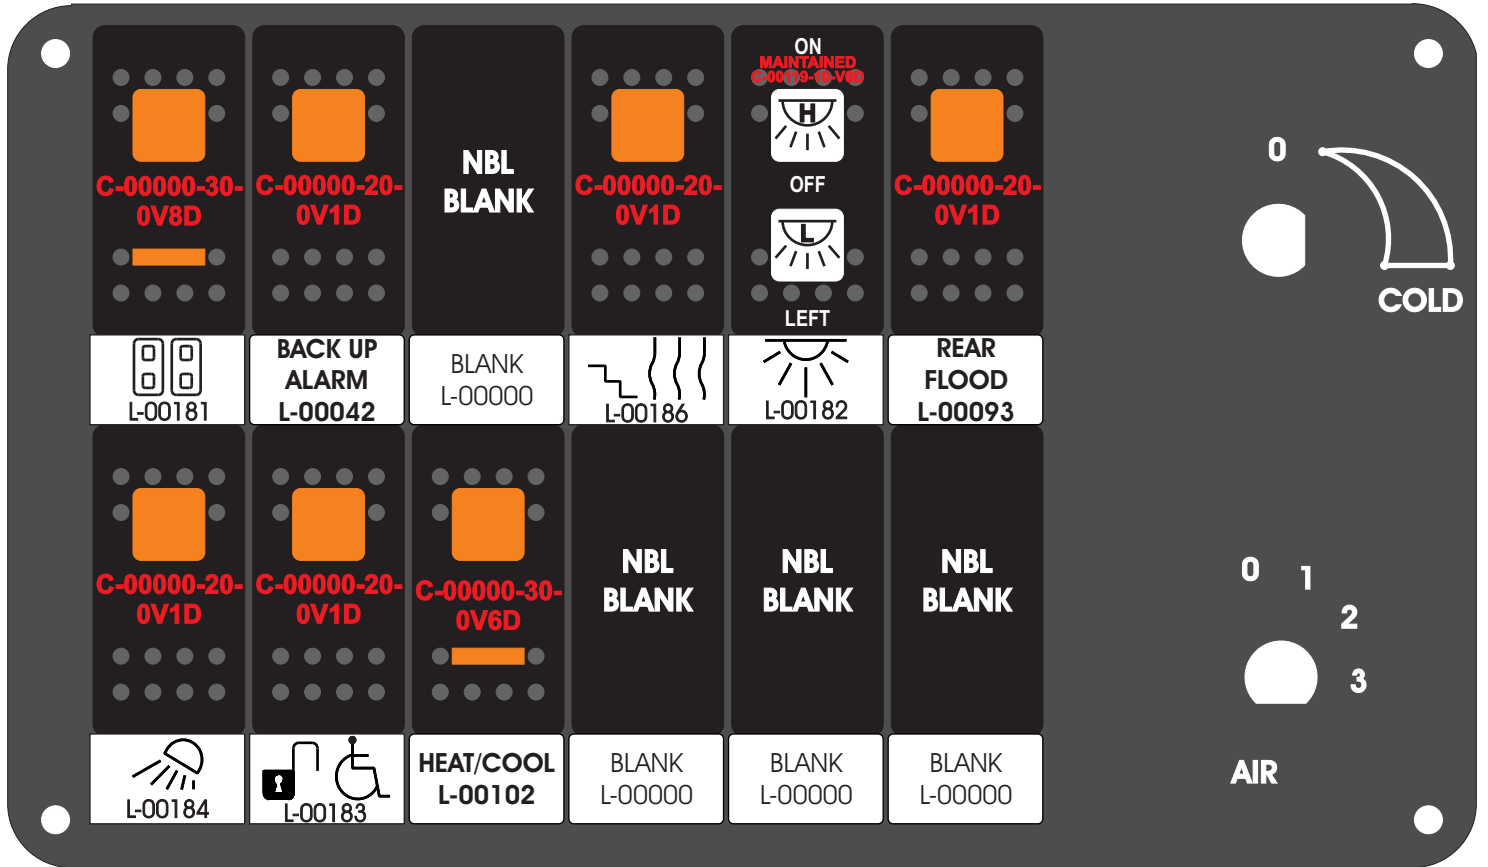 C-00000-30-
0V8D
C-00000-20-
0V1D
NBL
BLANK
C-00000-20-
0V1D
ON
MAINTAINED
C-00119-1D-V6D
H
OFF
L
LEFT
C-00000-20-
0V1D
0
COLD
L-00181
BACK UP
ALARM
L-00042
BLANK
L-00000
L-00186
L-00182
REAR
FLOOD
L-00093
C-00000-20-
0V1D
C-00000-20-
0V1D
C-00000-30-
0V6D
NBL
BLANK
NBL
BLANK
NBL
BLANK
0
1
2
3
AIR
L-00184
L-00183
HEAT/COOL
L-00102
BLANK
L-00000
BLANK
L-00000
BLANK
L-00000